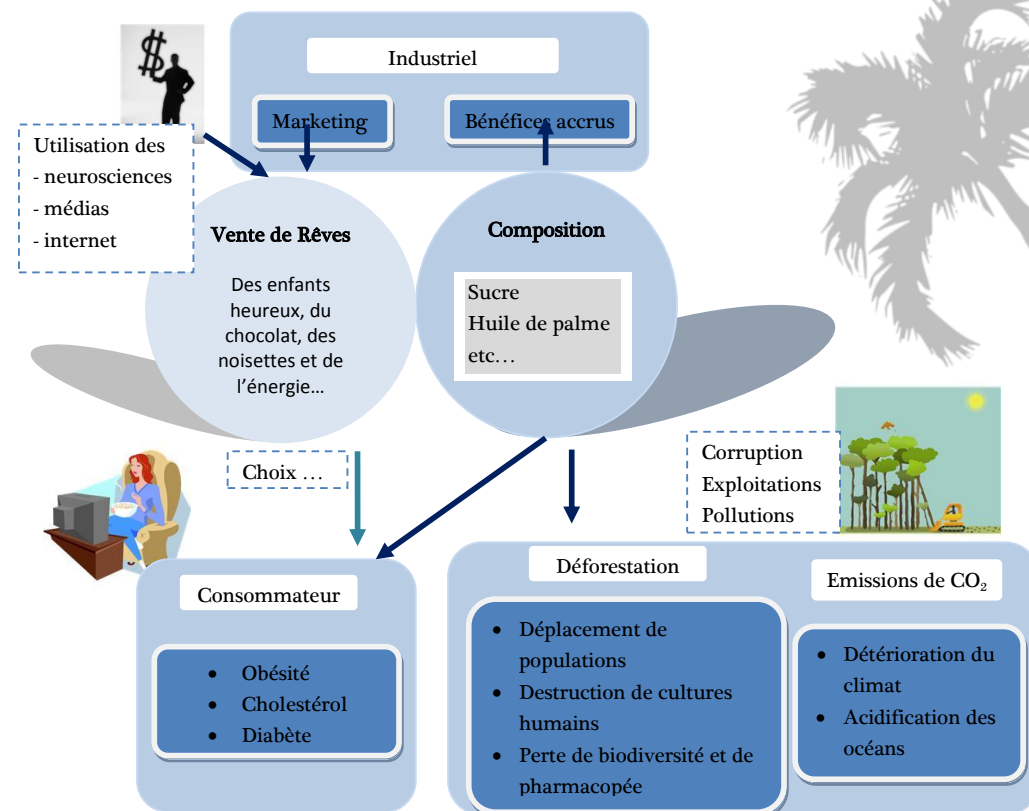 Industriel
Marketing
Bénéfices accrus
Utilisation des
- neurosciences
- médias
- internet
Vente de Rêves
Des enfants
heureux, du
chocolat, des
noisettes et de
l’énergie…
Composition
Sucre
Huile de palme
etc…
Choix …
Corruption
Exploitations
Pollutions
Consommateur
• Obésité
• Cholestérol
• Diabète
Déforestation
• Déplacement de
populations
• Destruction de cultures
humains
• Perte de biodiversité et de
pharmacopée
Emissions de CO₂
• Détérioration du
climat
• Acidification des
océans